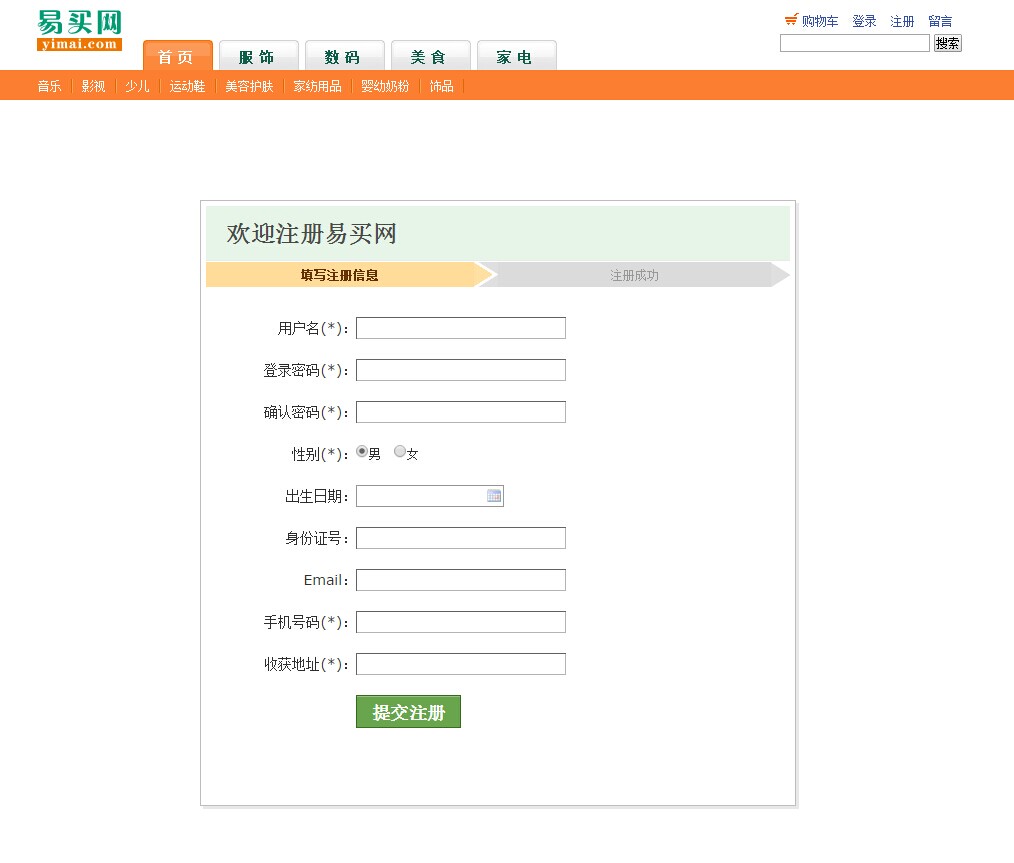 易买网
yimai.com
购物车 登录 注册 留言
搜索
首页 服饰 数码 美食 家电
音乐 影视 少儿 运动鞋 美容护肤 家纺用品 婴幼奶粉 饰品
欢迎注册易买网
填写注册信息 注册成功
用户名(*)：
登录密码(*)：
确认密码(*)：
性别(*)： 男 女
出生日期：
身份证号：
Email：
手机号码(*)：
收获地址(*)：
提交注册